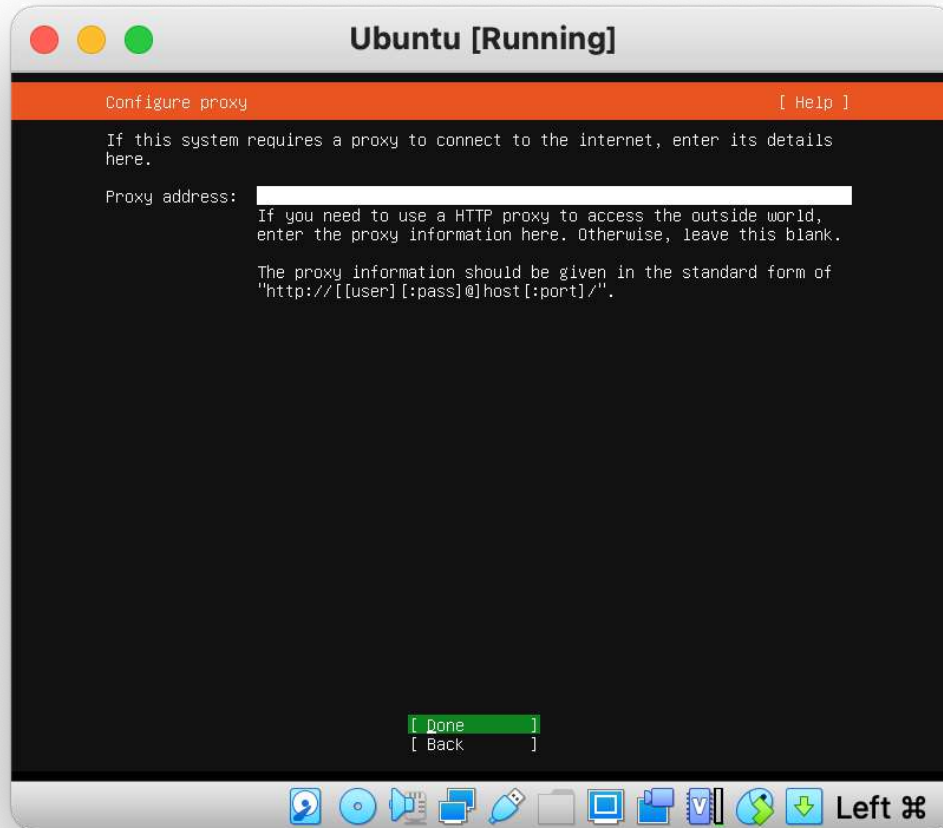 Ubuntu [Running]
Configure proxy [ Help ]
If this system requires a proxy to connect to the internet, enter its details
here.
Proxy address:
If you need to use a HTTP proxy to access the outside world,
enter the proxy information here. Otherwise, leave this blank.
The proxy information should be given in the standard form of
"http://[[user][:pass]@]host[:port]/".
[ Done ]
[ Back ]
V
Left ⌘